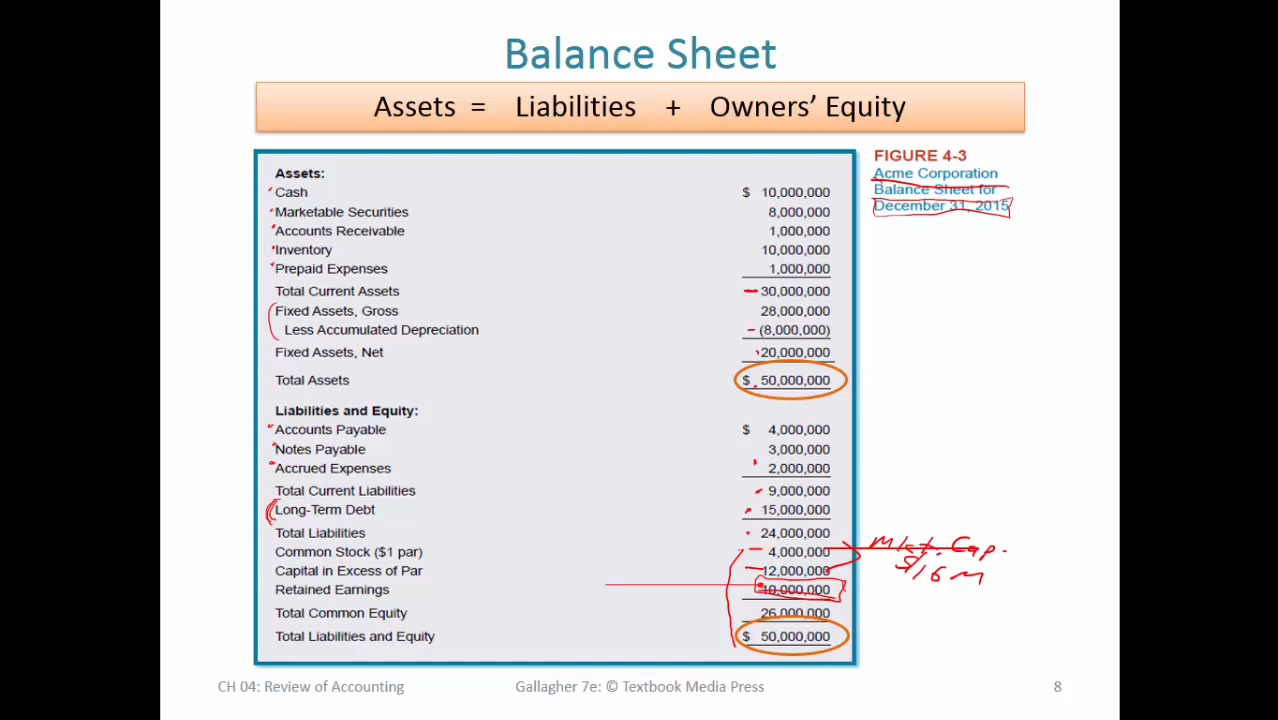 Balance Sheet
Assets = Liabilities + Owners’ Equity
FIGURE 4-3
Acme Corporation
Balance Sheet for
December 31, 2015
Assets:
Cash $ 10,000,000
Marketable Securities 8,000,000
Accounts Receivable 1,000,000
Inventory 10,000,000
Prepaid Expenses 1,000,000
Total Current Assets 30,000,000
Fixed Assets, Gross 28,000,000
Less Accumulated Depreciation (8,000,000)
Fixed Assets, Net 20,000,000
Total Assets $ 50,000,000
Liabilities and Equity:
Accounts Payable $ 4,000,000
Notes Payable 3,000,000
Accrued Expenses 2,000,000
Total Current Liabilities 9,000,000
Long-Term Debt 15,000,000
Total Liabilities 24,000,000
Common Stock ($1 par) 4,000,000
Capital in Excess of Par 12,000,000
Retained Earnings 10,000,000
Total Common Equity 26,000,000
Total Liabilities and Equity $ 50,000,000
Mkt. Cap.
$16 M
CH 04: Review of Accounting Gallagher 7e: © Textbook Media Press 8